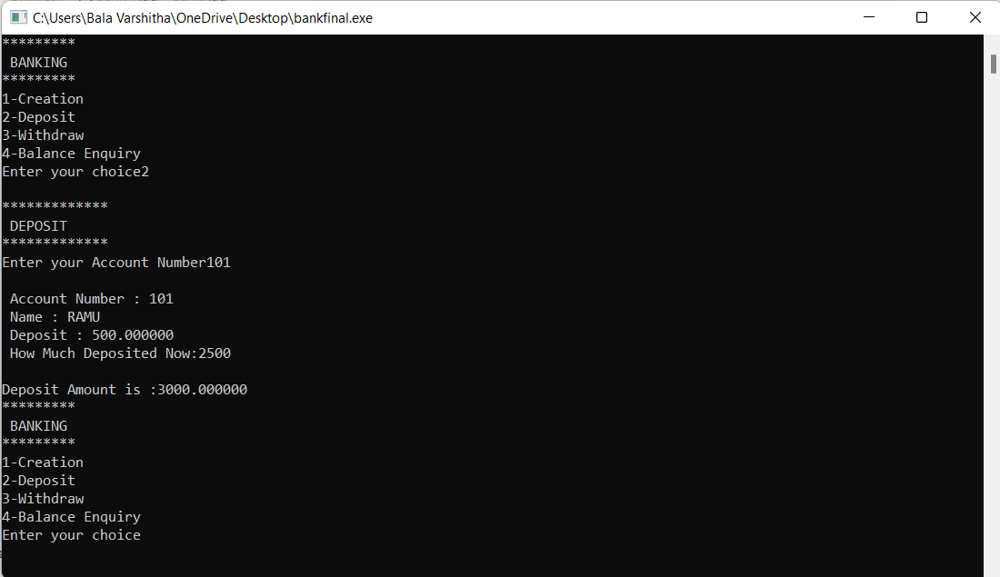 C:\Users\Bala Varshitha\OneDrive\Desktop\bankfinal.exe
*********
BANKING
*********
1-Creation
2-Deposit
3-Withdraw
4-Balance Enquiry
Enter your choice2
*************
DEPOSIT
*************
Enter your Account Number101
Account Number : 101
Name : RAMU
Deposit : 500.000000
How Much Deposited Now:2500
Deposit Amount is :3000.000000
*********
BANKING
*********
1-Creation
2-Deposit
3-Withdraw
4-Balance Enquiry
Enter your choice